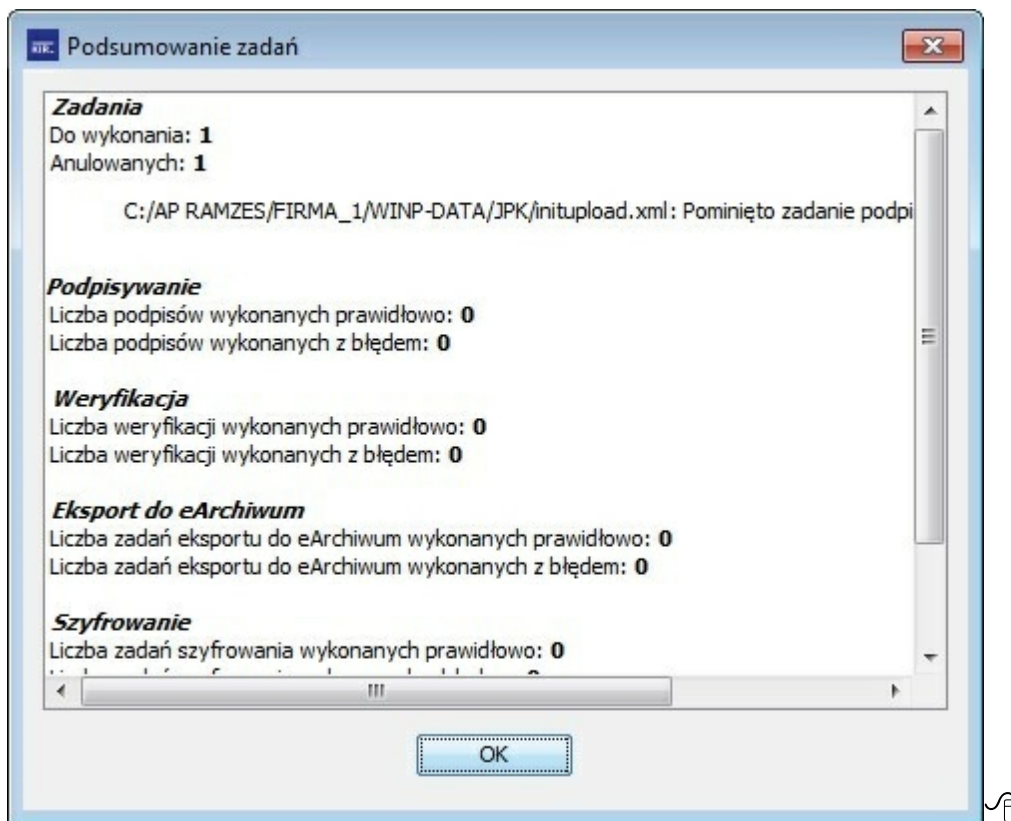 Podsumowanie zadań
Zadania
Do wykonania: 1
Anulowanych: 1
C:/AP RAMZES/FIRMA_1/WINP-DATA/JPK/initupload.xml: Pominięto zadanie podpi
Podpisywanie
Liczba podpisów wykonanych prawidłowo: 0
Liczba podpisów wykonanych z błędem: 0
Weryfikacja
Liczba weryfikacji wykonanych prawidłowo: 0
Liczba weryfikacji wykonanych z błędem: 0
Eksport do eArchiwum
Liczba zadań eksportu do eArchiwum wykonanych prawidłowo: 0
Liczba zadań eksportu do eArchiwum wykonanych z błędem: 0
Szyfrowanie
Liczba zadań szyfrowania wykonanych prawidłowo: 0
OK